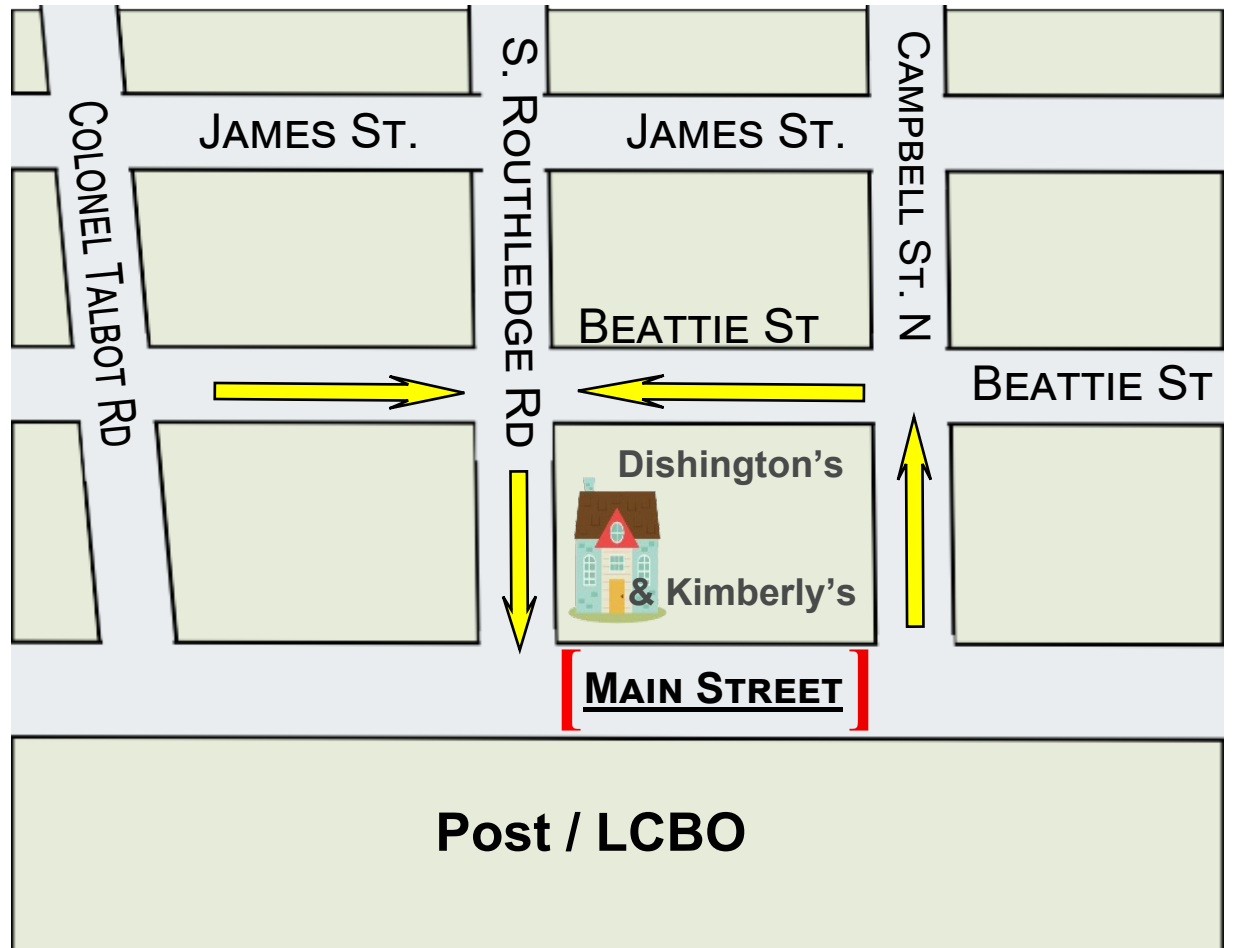 S. ROUTHLEDGE RD
CAMPBELL ST. N
COLONEL TALBOT RD
JAMES ST.
JAMES ST.
BEATTIE ST
BEATTIE ST
Dishington’s
& Kimberly’s
[MAIN STREET]
Post / LCBO